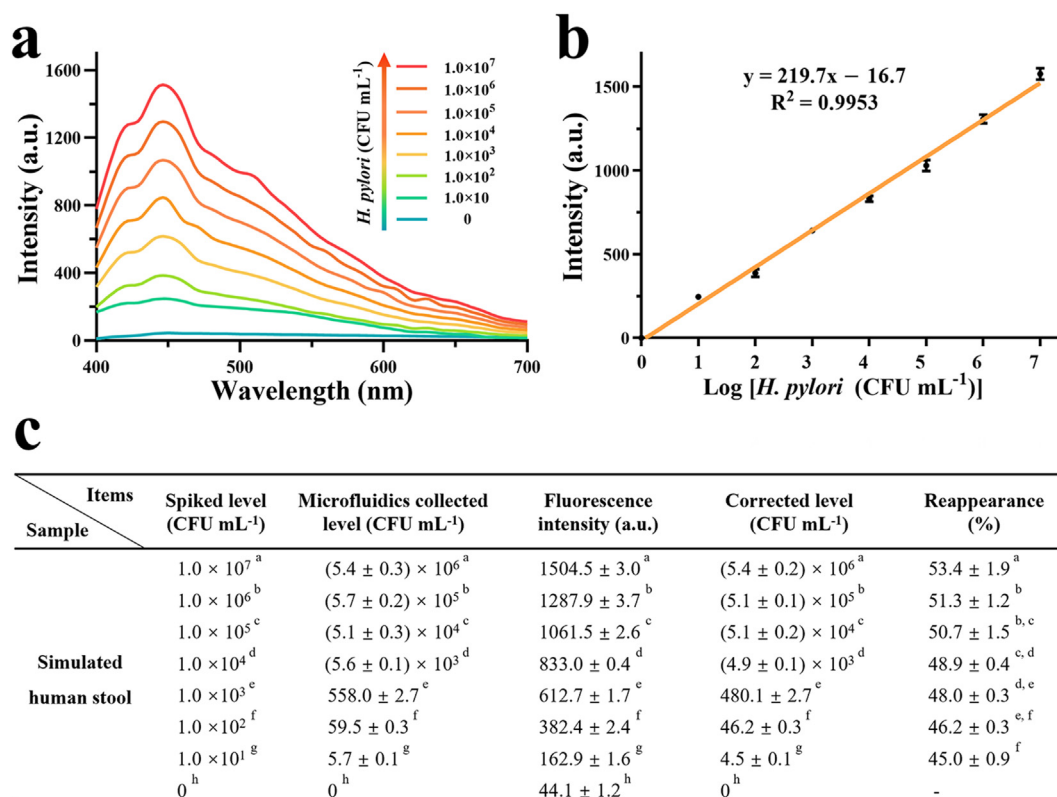 a
Intensity (a.u.)
1600
1200
800
400
0
400
500
600
700
Wavelength (nm)
H. pylori (CFU mL⁻¹)
1.0×10⁷
1.0×10⁶
1.0×10⁵
1.0×10⁴
1.0×10³
1.0×10²
1.0×10
0
b
y = 219.7x − 16.7
R² = 0.9953
Intensity (a.u.)
1500
1000
500
0
0
1
2
3
4
5
6
7
Log [H. pylori (CFU mL⁻¹)]
c
Items Sample Spiked level (CFU mL⁻¹) Microfluidics collected level (CFU mL⁻¹) Fluorescence intensity (a.u.) Corrected level (CFU mL⁻¹) Reappearance (%)
Simulated human stool
1.0 × 10⁷ ᵃ (5.4 ± 0.3) × 10⁶ ᵃ 1504.5 ± 3.0 ᵃ (5.4 ± 0.2) × 10⁶ ᵃ 53.4 ± 1.9 ᵃ
1.0 × 10⁶ ᵇ (5.7 ± 0.2) × 10⁵ ᵇ 1287.9 ± 3.7 ᵇ (5.1 ± 0.1) × 10⁵ ᵇ 51.3 ± 1.2 ᵇ
1.0 × 10⁵ ᶜ (5.1 ± 0.3) × 10⁴ ᶜ 1061.5 ± 2.6 ᶜ (5.1 ± 0.2) × 10⁴ ᶜ 50.7 ± 1.5 ᵇ, ᶜ
1.0 × 10⁴ ᵈ (5.6 ± 0.1) × 10³ ᵈ 833.0 ± 0.4 ᵈ (4.9 ± 0.1) × 10³ ᵈ 48.9 ± 0.4 ᶜ, ᵈ
1.0 ×10³ ᵉ 558.0 ± 2.7 ᵉ 612.7 ± 1.7 ᵉ 480.1 ± 2.7 ᵉ 48.0 ± 0.3 ᵈ, ᵉ
1.0 ×10² ᶠ 59.5 ± 0.3 ᶠ 382.4 ± 2.4 ᶠ 46.2 ± 0.3 ᶠ 46.2 ± 0.3 ᵉ, ᶠ
1.0 ×10¹ ᵍ 5.7 ± 0.1 ᵍ 162.9 ± 1.6 ᵍ 4.5 ± 0.1 ᵍ 45.0 ± 0.9 ᶠ
0 ʰ 0 ʰ 44.1 ± 1.2 ʰ 0 ʰ -